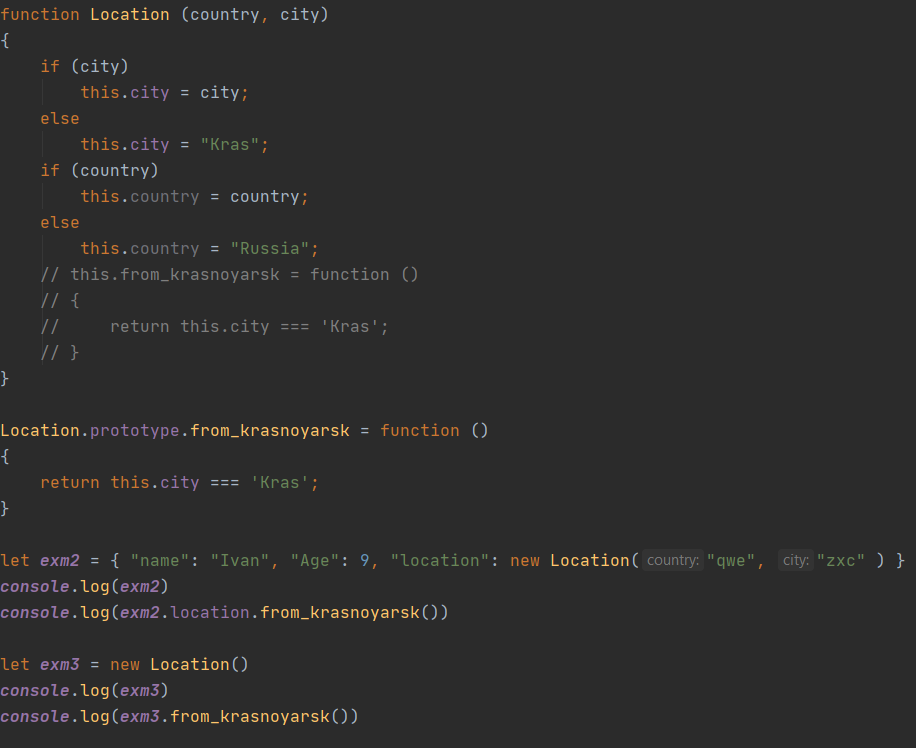 function Location (country, city)
{
    if (city)
        this.city = city;
    else
        this.city = "Kras";
    if (country)
        this.country = country;
    else
        this.country = "Russia";
    // this.from_krasnoyarsk = function ()
    // {
    //     return this.city === 'Kras';
    // }
}

Location.prototype.from_krasnoyarsk = function ()
{
    return this.city === 'Kras';
}

let exm2 = { "name": "Ivan", "Age": 9, "location": new Location( country: "qwe",  city: "zxc" ) }
console.log(exm2)
console.log(exm2.location.from_krasnoyarsk())

let exm3 = new Location()
console.log(exm3)
console.log(exm3.from_krasnoyarsk())